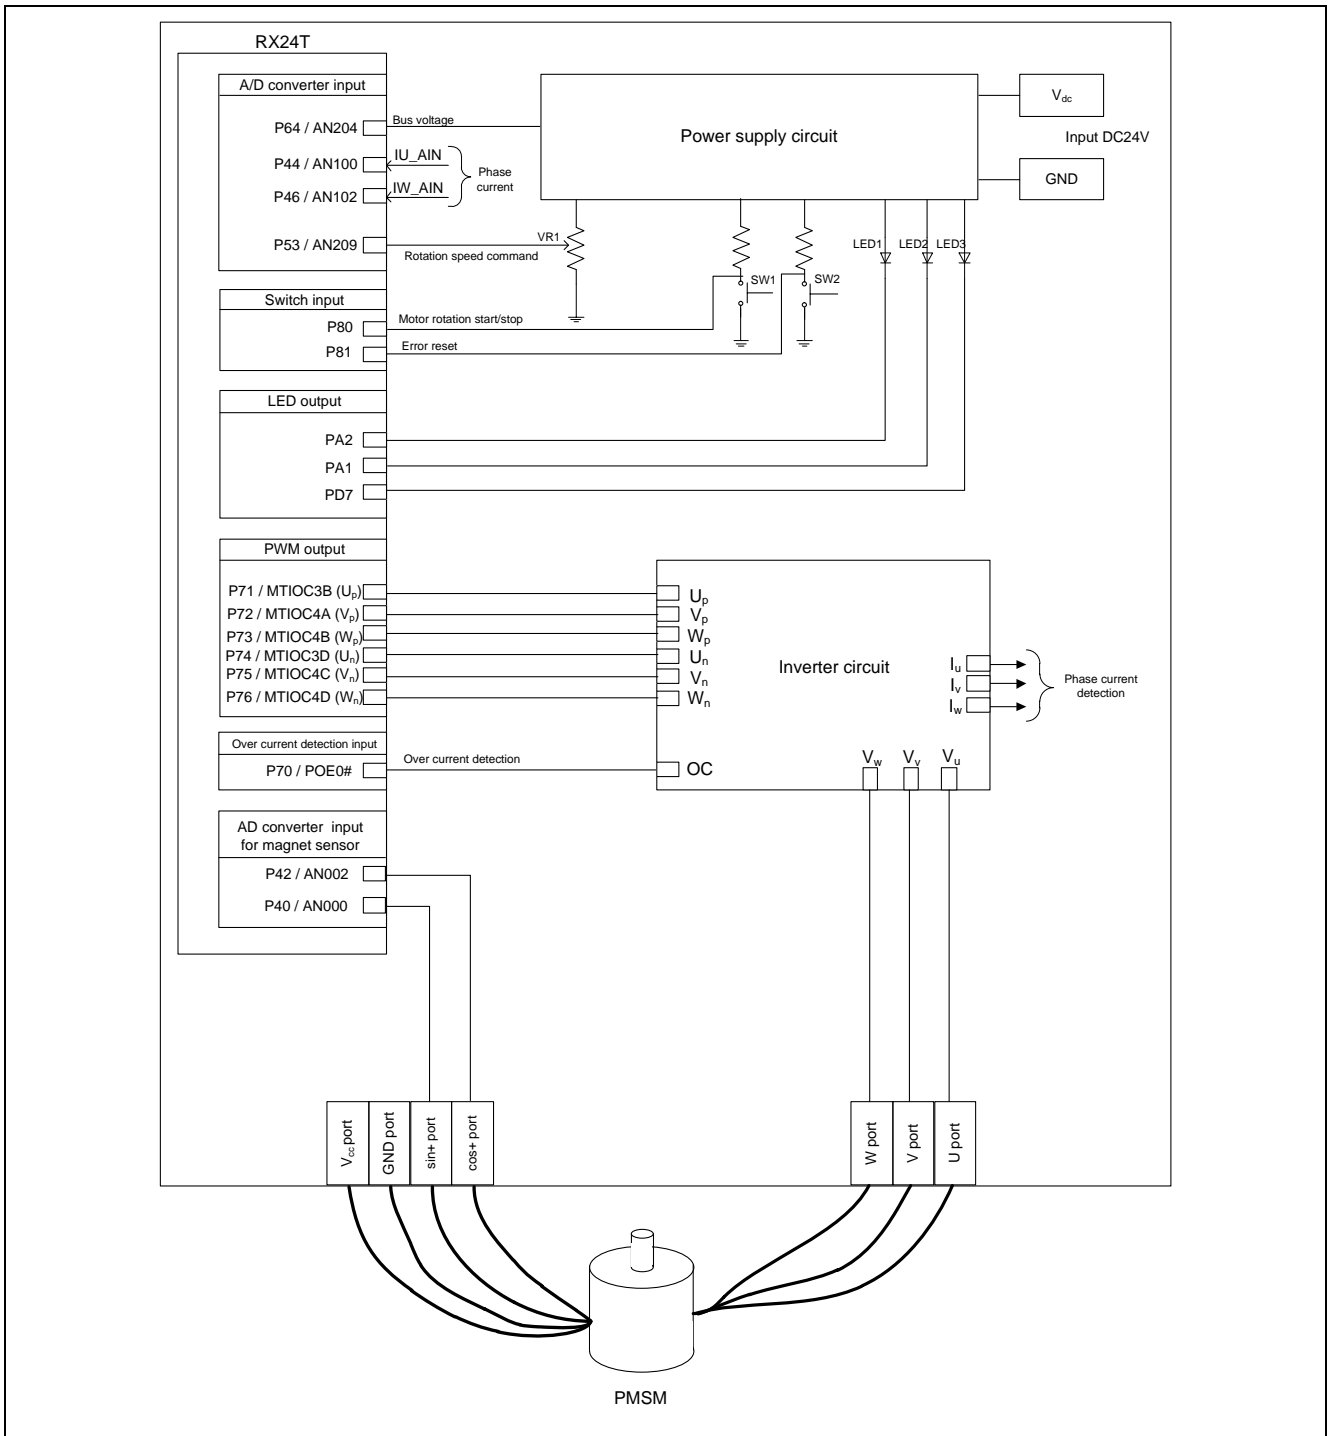 RX24T
A/D converter input
P64 / AN204
P44 / AN100
P46 / AN102
P53 / AN209
Bus voltage
IU_AIN
IW_AIN
Phase
current
VR1
Rotation speed command
Power supply circuit
Vdc
Input DC24V
GND
SW1
SW2
LED1
LED2
LED3
Switch input
P80
P81
Motor rotation start/stop
Error reset
LED output
PA2
PA1
PD7
PWM output
P71 / MTIOC3B (Up)
P72 / MTIOC4A (Vp)
P73 / MTIOC4B (Wp)
P74 / MTIOC3D (Un)
P75 / MTIOC4C (Vn)
P76 / MTIOC4D (Wn)
Up
Vp
Wp
Un
Vn
Wn
OC
Inverter circuit
Iu
Iv
Iw
Phase current
detection
Vw
Vv
Vu
Over current detection input
P70 / POE0#
Over current detection
AD converter input
for magnet sensor
P42 / AN002
P40 / AN000
Vcc port
GND port
sin+ port
cos+ port
W port
V port
U port
PMSM